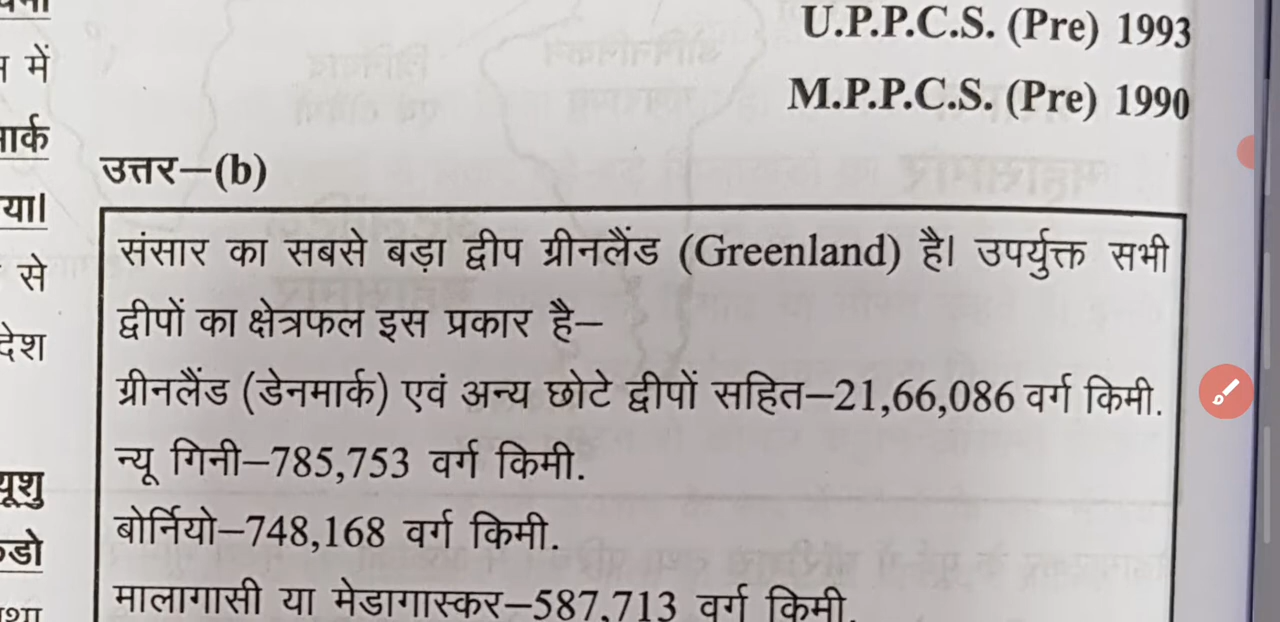 U.P.P.C.S. (Pre) 1993
M.P.P.C.S. (Pre) 1990
में
उत्तर–(b)
संसार का सबसे बड़ा द्वीप ग्रीनलैंड (Greenland) है। उपर्युक्त सभी
द्वीपों का क्षेत्रफल इस प्रकार है–
ग्रीनलैंड (डेनमार्क) एवं अन्य छोटे द्वीपों सहित–21,66,086 वर्ग किमी.
न्यू गिनी–785,753 वर्ग किमी.
बोर्नियो–748,168 वर्ग किमी.
मालागासी या मेडागास्कर–587,713 वर्ग किमी.
से